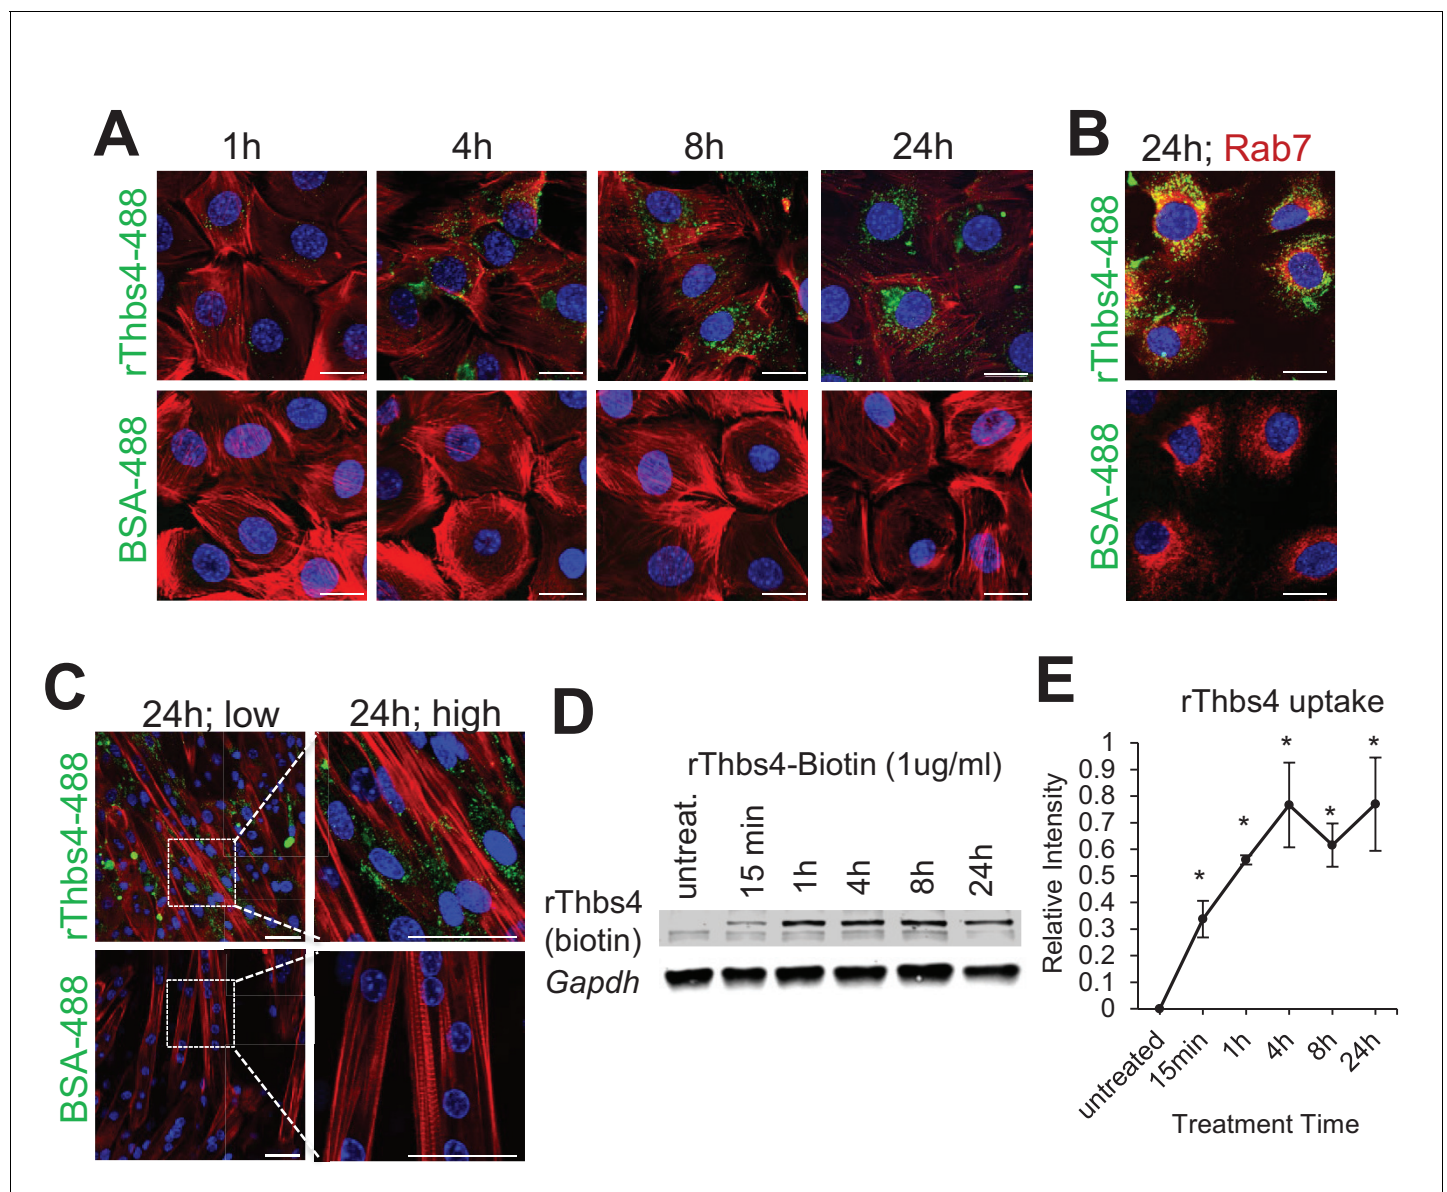 A
1h
4h
8h
24h
rThbs4-488
BSA-488
B
24h; Rab7
rThbs4-488
BSA-488
C
24h; low
24h; high
rThbs4-488
BSA-488
D
rThbs4-Biotin (1ug/ml)
untreat.
15 min
1h
4h
8h
24h
rThbs4
(biotin)
Gapdh
E
rThbs4 uptake
Relative Intensity
1
0.9
0.8
0.7
0.6
0.5
0.4
0.3
0.2
0.1
0
*
*
*
*
*
untreated
15min
1h
4h
8h
24h
Treatment Time